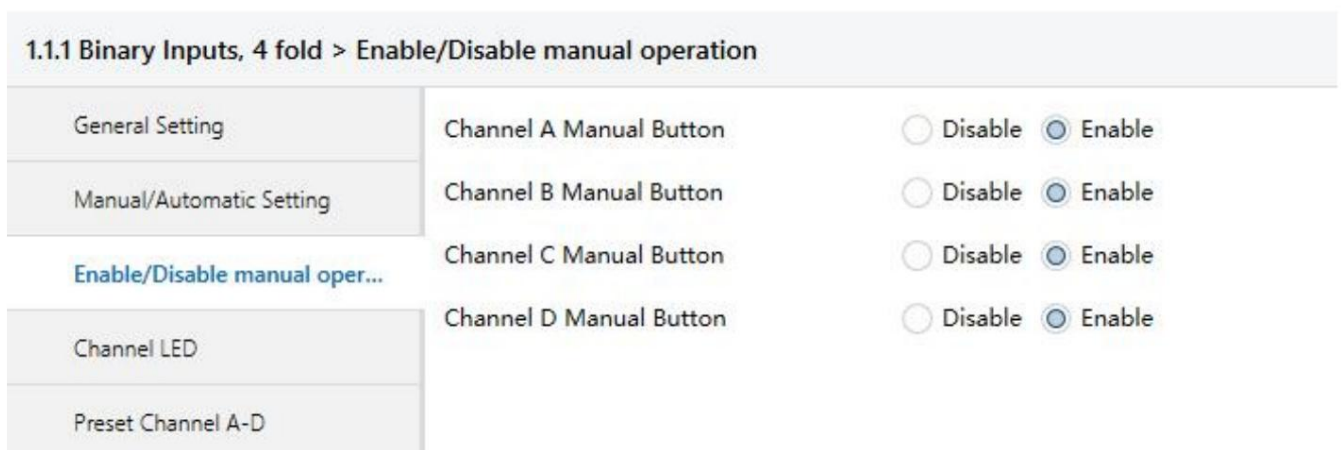 1.1.1 Binary Inputs, 4 fold > Enable/Disable manual operation
General Setting
Manual/Automatic Setting
Enable/Disable manual oper...
Channel LED
Preset Channel A-D
Channel A Manual Button Disable Enable
Channel B Manual Button Disable Enable
Channel C Manual Button Disable Enable
Channel D Manual Button Disable Enable